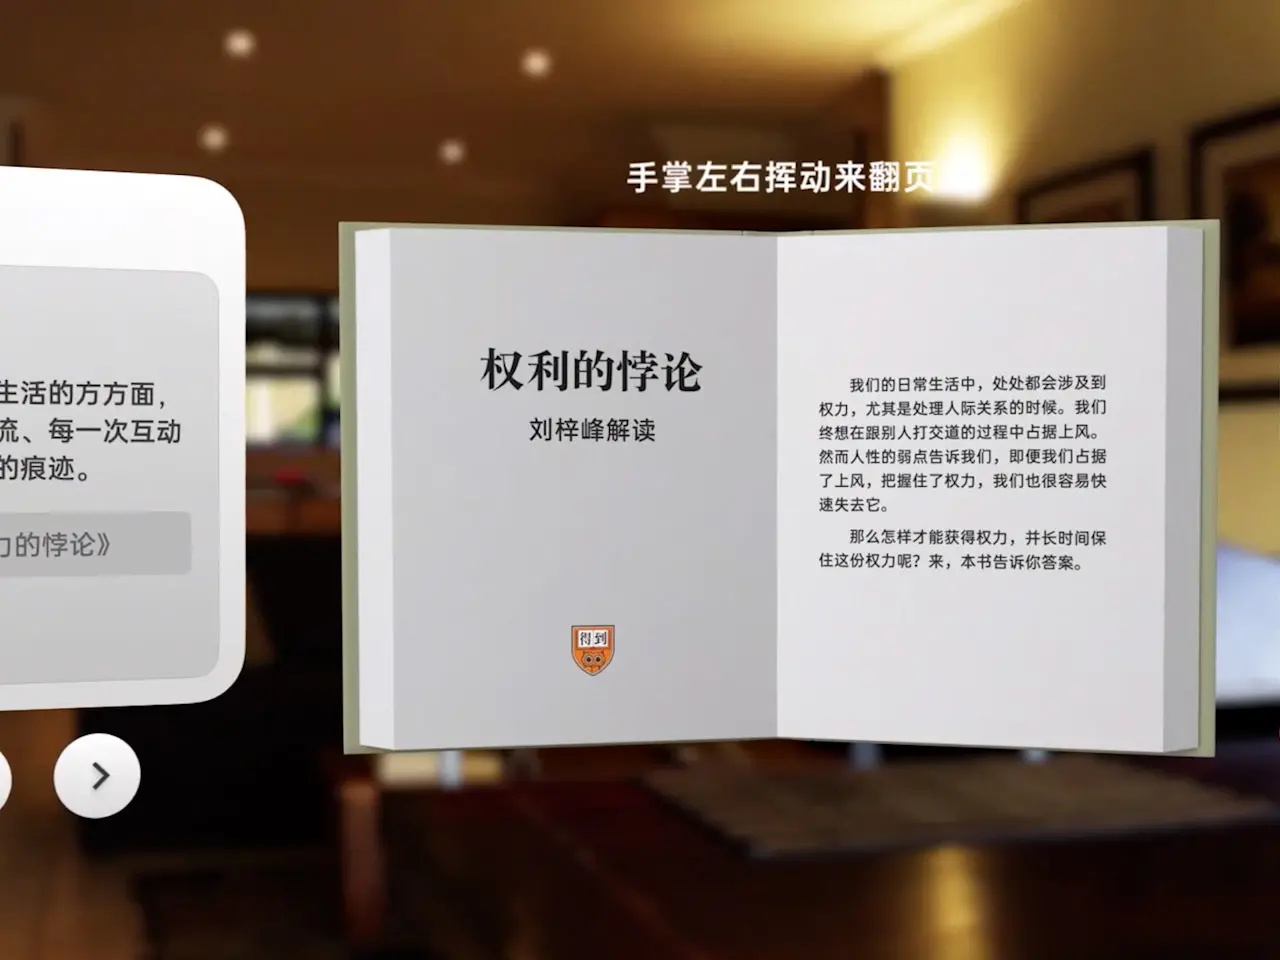 手掌左右挥动来翻页
生活的方方面，
流、每一次互动
的痕迹。
力的悖论》
权利的悖论
刘梓峰解读
得到
我们的日常生活中，处处都会涉及到
权力，尤其是处理人际关系的时候。我们
终想在跟别人打交道的过程中占据上风。
然而人性的弱点告诉我们，即便我们占据
了上风，把握住了权力，我们也很容易快
速失去它。
那么怎样才能获得权力，并长时间保
住这份权力呢？来，本书告诉你答案。